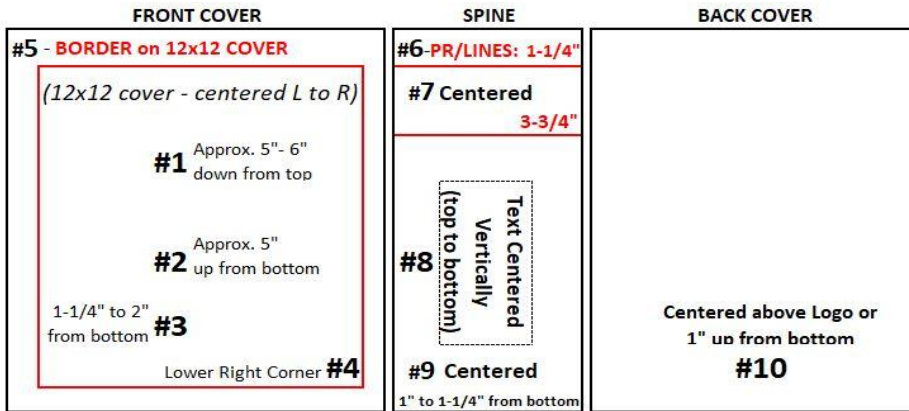 FRONT COVER
#5 - BORDER on 12x12 COVER
(12x12 cover - centered L to R)
#1 Approx. 5"- 6"
down from top
#2 Approx. 5"
up from bottom
1-1/4" to 2"
from bottom #3
Lower Right Corner #4
SPINE
#6-PR/LINES: 1-1/4"
#7 Centered
3-3/4"
#8
Text Centered
Vertically
(top to bottom)
#9 Centered
1" to 1-1/4" from bottom
BACK COVER
Centered above Logo or
1" up from bottom
#10